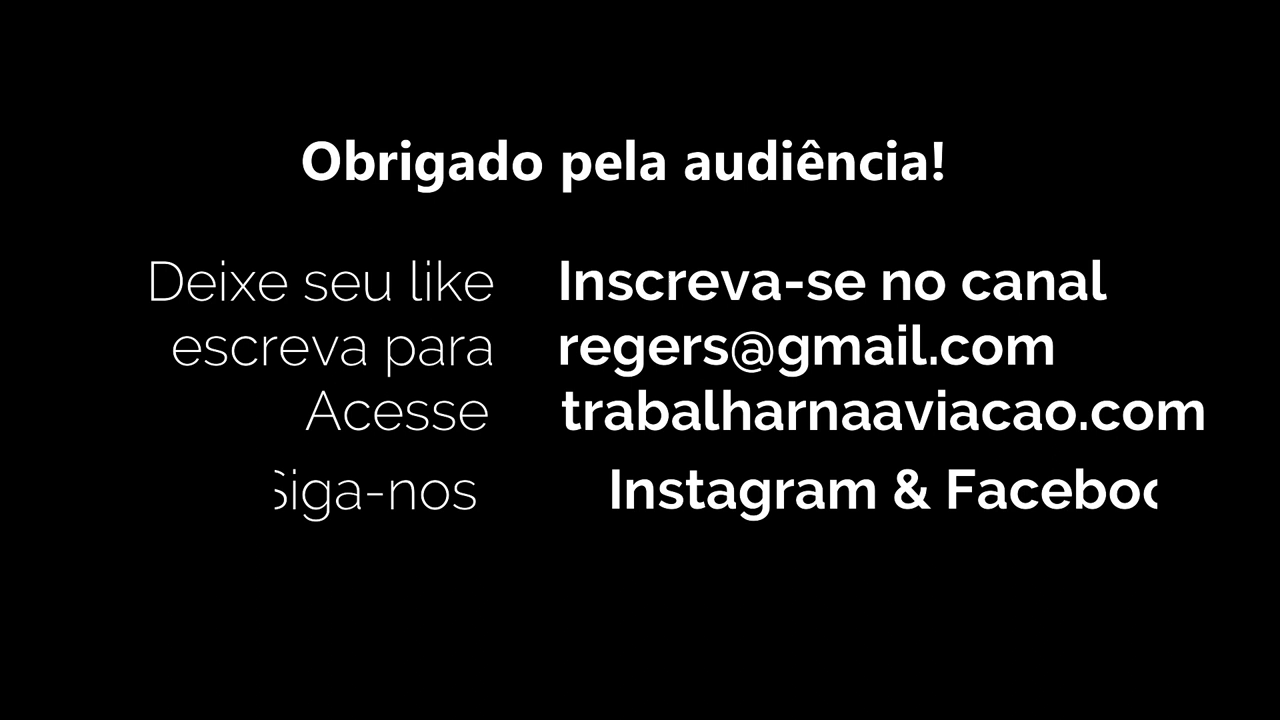 Obrigado pela audiência!
Deixe seu like Inscreva-se no canal
escreva para regers@gmail.com
Acesse trabalharnaaviacao.com
Siga-nos Instagram & Faceboo